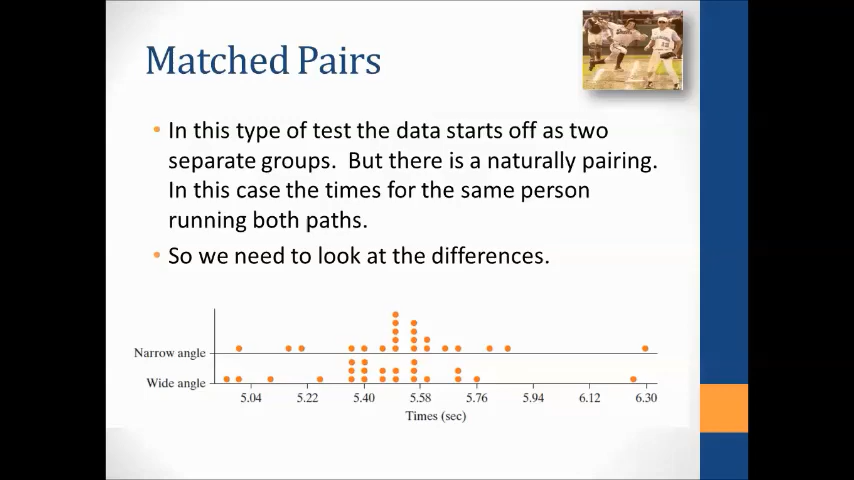 Matched Pairs
• In this type of test the data starts off as two
separate groups. But there is a naturally pairing.
In this case the times for the same person
running both paths.
• So we need to look at the differences.
Narrow angle
Wide angle
5.04 5.22 5.40 5.58 5.76 5.94 6.12 6.30
Times (sec)